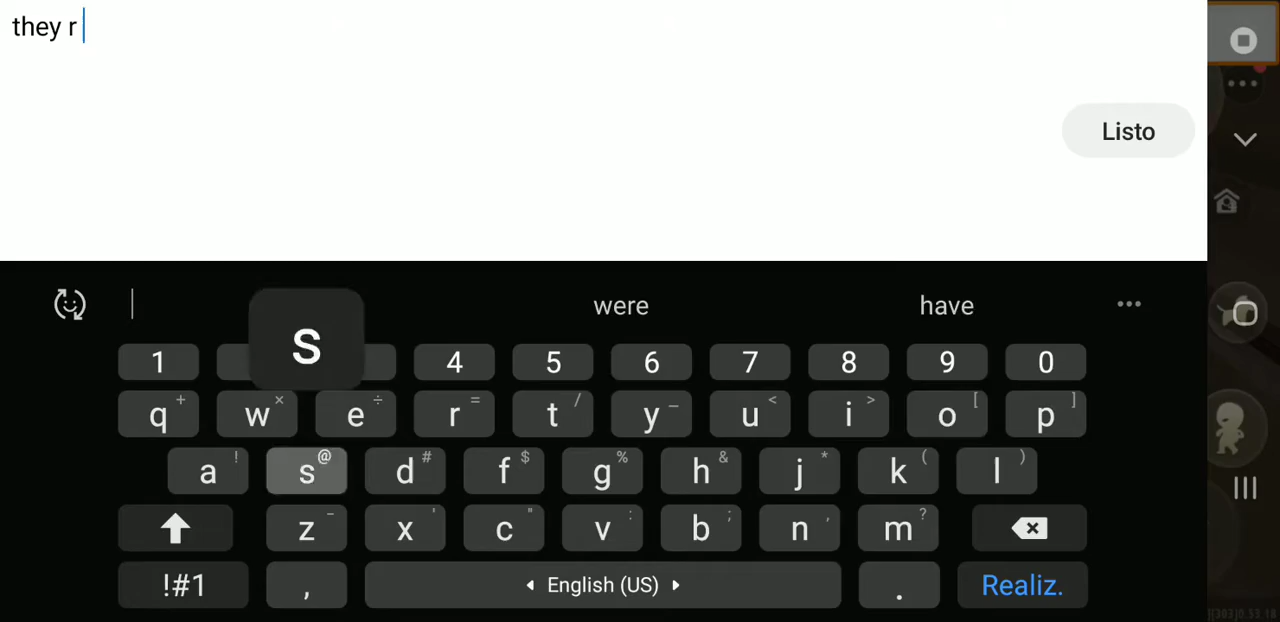 they r
Listo
S
were have
1 4 5 6 7 8 9 0
q + w × e ÷ r = t / y _ u < i > o [ p ]
a ! s @ d # f $ g % h & j * k ( l )
z - x ' c " v : b ; n , m ?
!#1 , English (US) . Realiz.